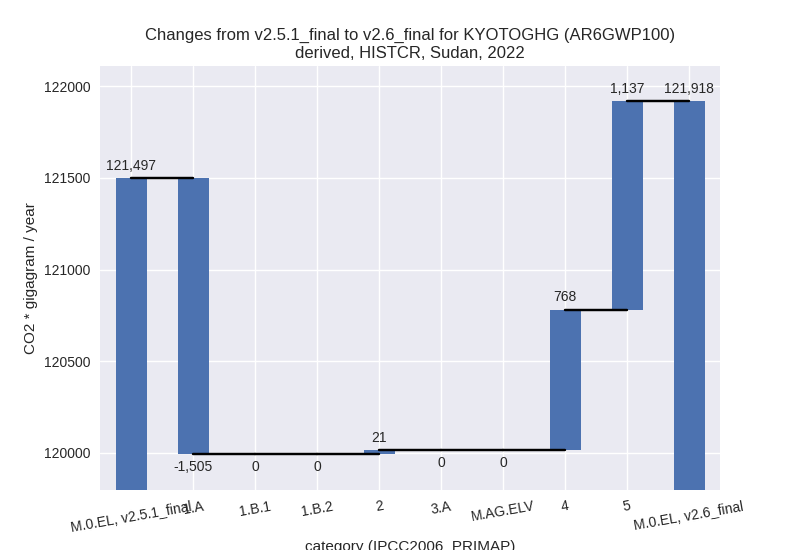 Changes from v2.5.1_final to v2.6_final for KYOTOGHG (AR6GWP100)
derived, HISTCR, Sudan, 2022
CO2 * gigagram / year
122000
121500
121000
120500
120000
121,497
-1,505
0
0
21
0
0
768
1,137
121,918
M.0.EL, v2.5.1_final
1.A
1.B.1
1.B.2
2
3.A
M.AG.ELV
4
5
M.0.EL, v2.6_final
category (IPCC2006_PRIMAP)